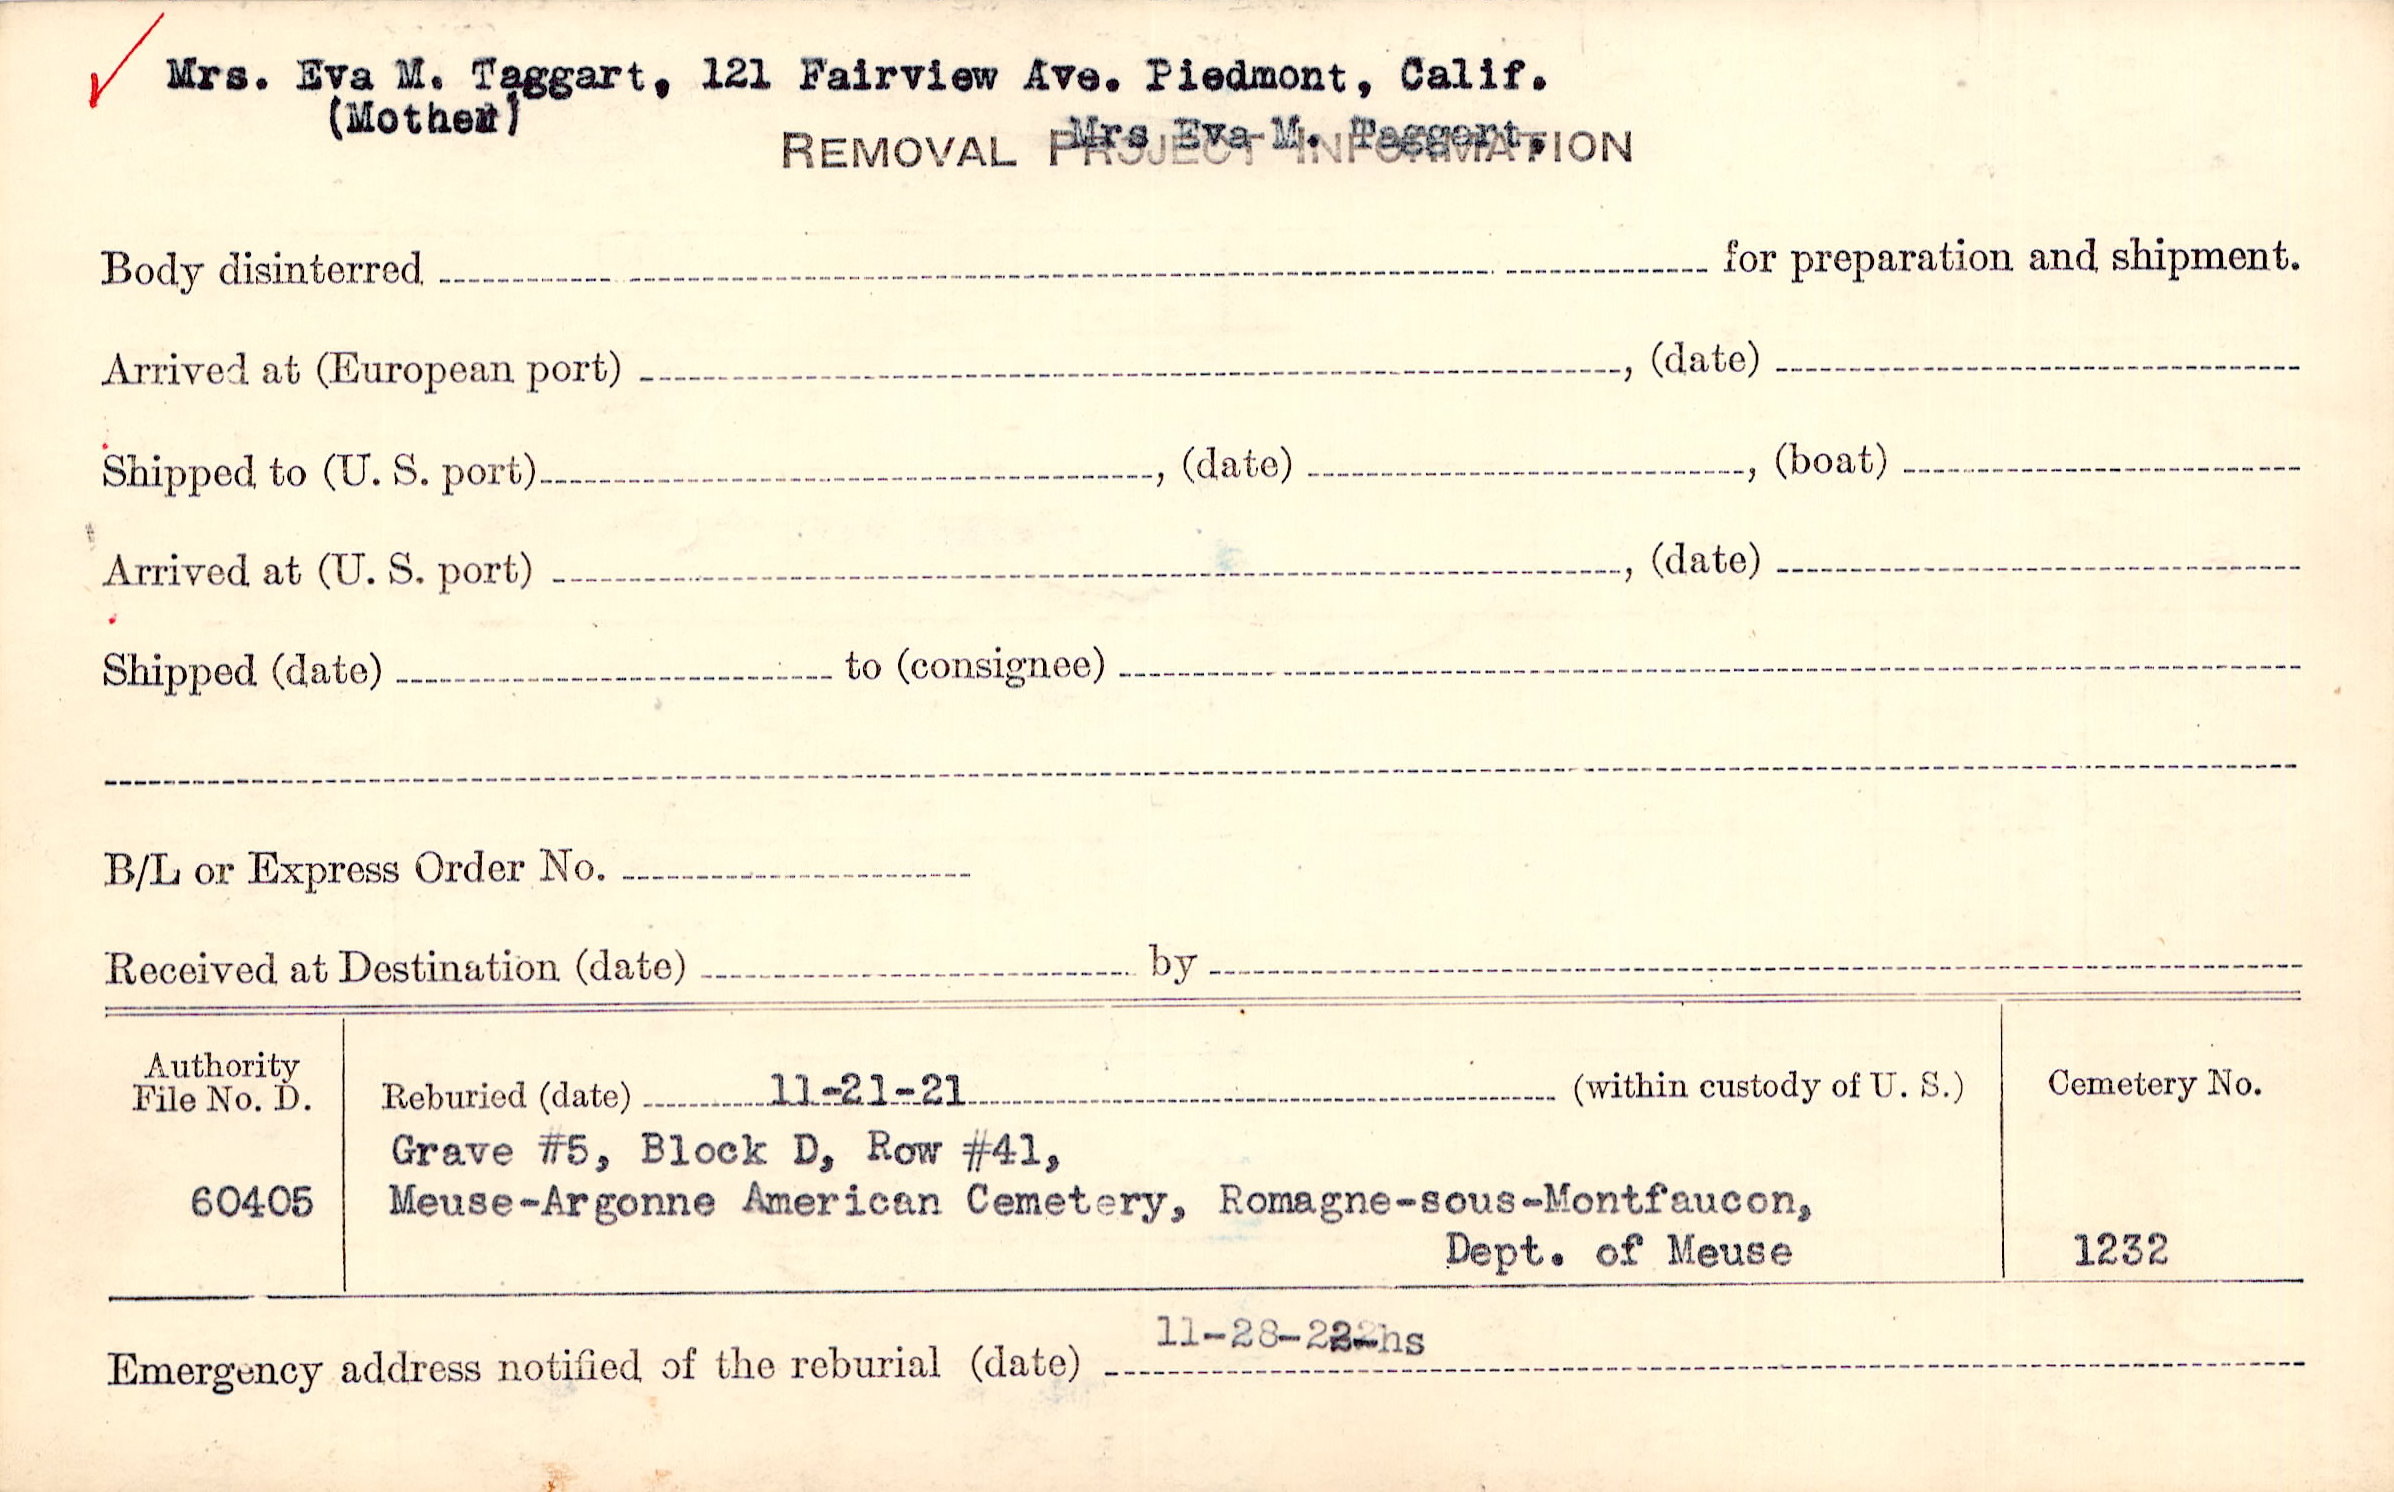 Mrs. Eva M. Taggart, 121 Fairview Ave. Piedmont, Calif.
(Mother)
Mrs Eva M. Taggart,
REMOVAL PROJECT INFORMATION
Body disinterred for preparation and shipment.
Arrived at (European port) , (date)
Shipped to (U. S. port) , (date) , (boat)
Arrived at (U. S. port) , (date)
Shipped (date) to (consignee)
B/L or Express Order No.
Received at Destination (date) by
Authority
File No. D.
60405
Reburied (date) 11-21-21 (within custody of U. S.)
Grave #5, Block D, Row #41,
Meuse-Argonne American Cemetery, Romagne-sous-Montfaucon,
Dept. of Meuse
Cemetery No.
1232
Emergency address notified of the reburial (date) 11-28-22-hs